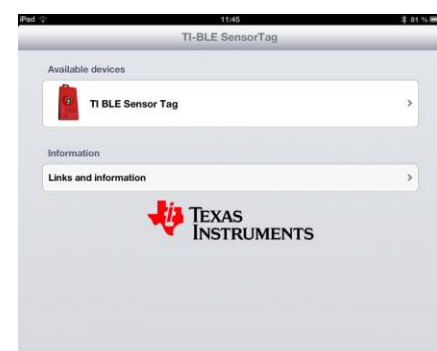 iPad 11:45 81 %
TI-BLE SensorTag
Available devices
TI BLE Sensor Tag
Information
Links and information
TEXAS
INSTRUMENTS